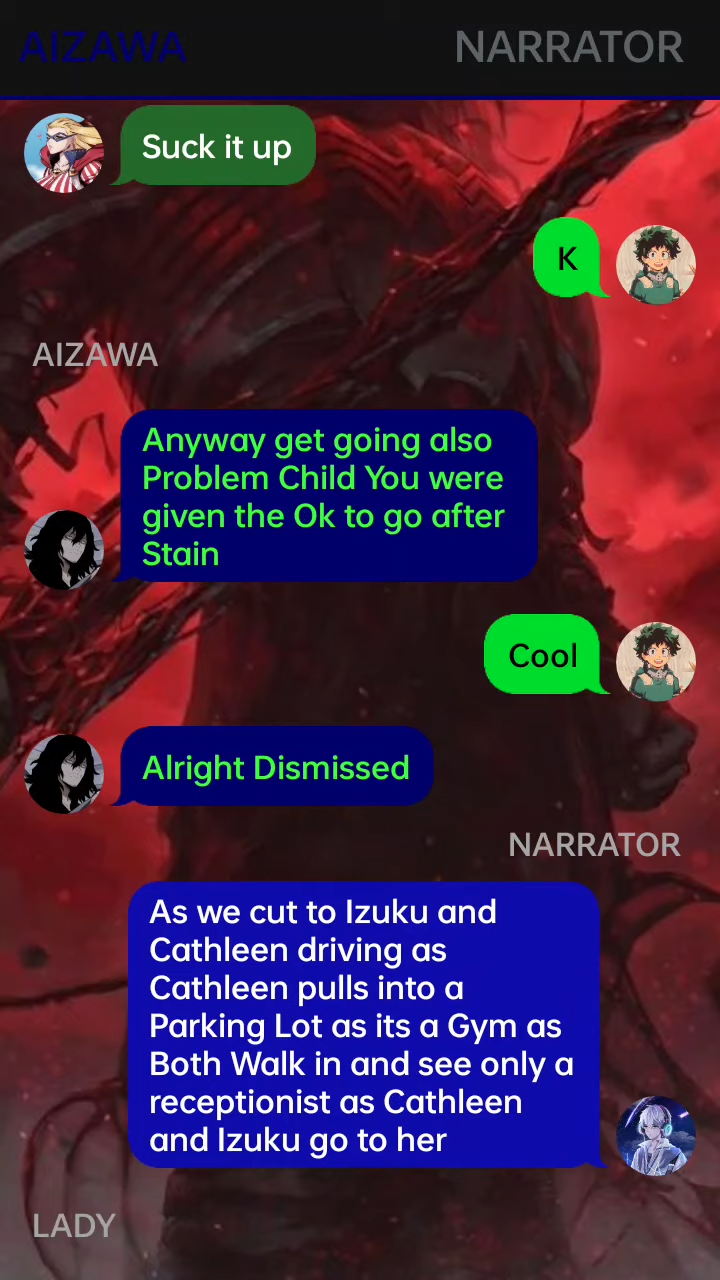 AIZAWA
NARRATOR
Suck it up
K
AIZAWA
Anyway get going also
Problem Child You were
given the Ok to go after
Stain
Cool
Alright Dismissed
NARRATOR
As we cut to Izuku and
Cathleen driving as
Cathleen pulls into a
Parking Lot as its a Gym as
Both Walk in and see only a
receptionist as Cathleen
and Izuku go to her
LADY